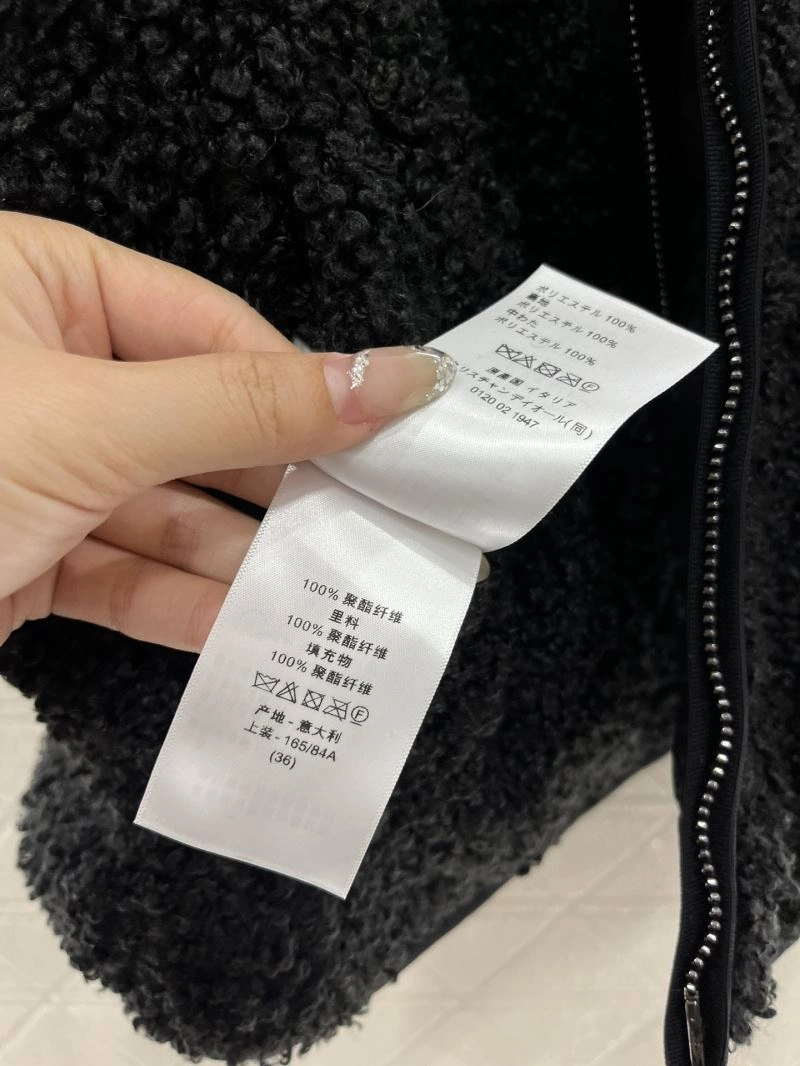 ポリエステル 100%
裏地
ポリエステル 100%
中わた
ポリエステル 100%
原産国 イタリア
リスチャン ディオール(同)
0120 02 1947
100% 聚酯纤维
里料
100% 聚酯纤维
填充物
100% 聚酯纤维
F
产地 - 意大利
上装 - 165/84A
(36)